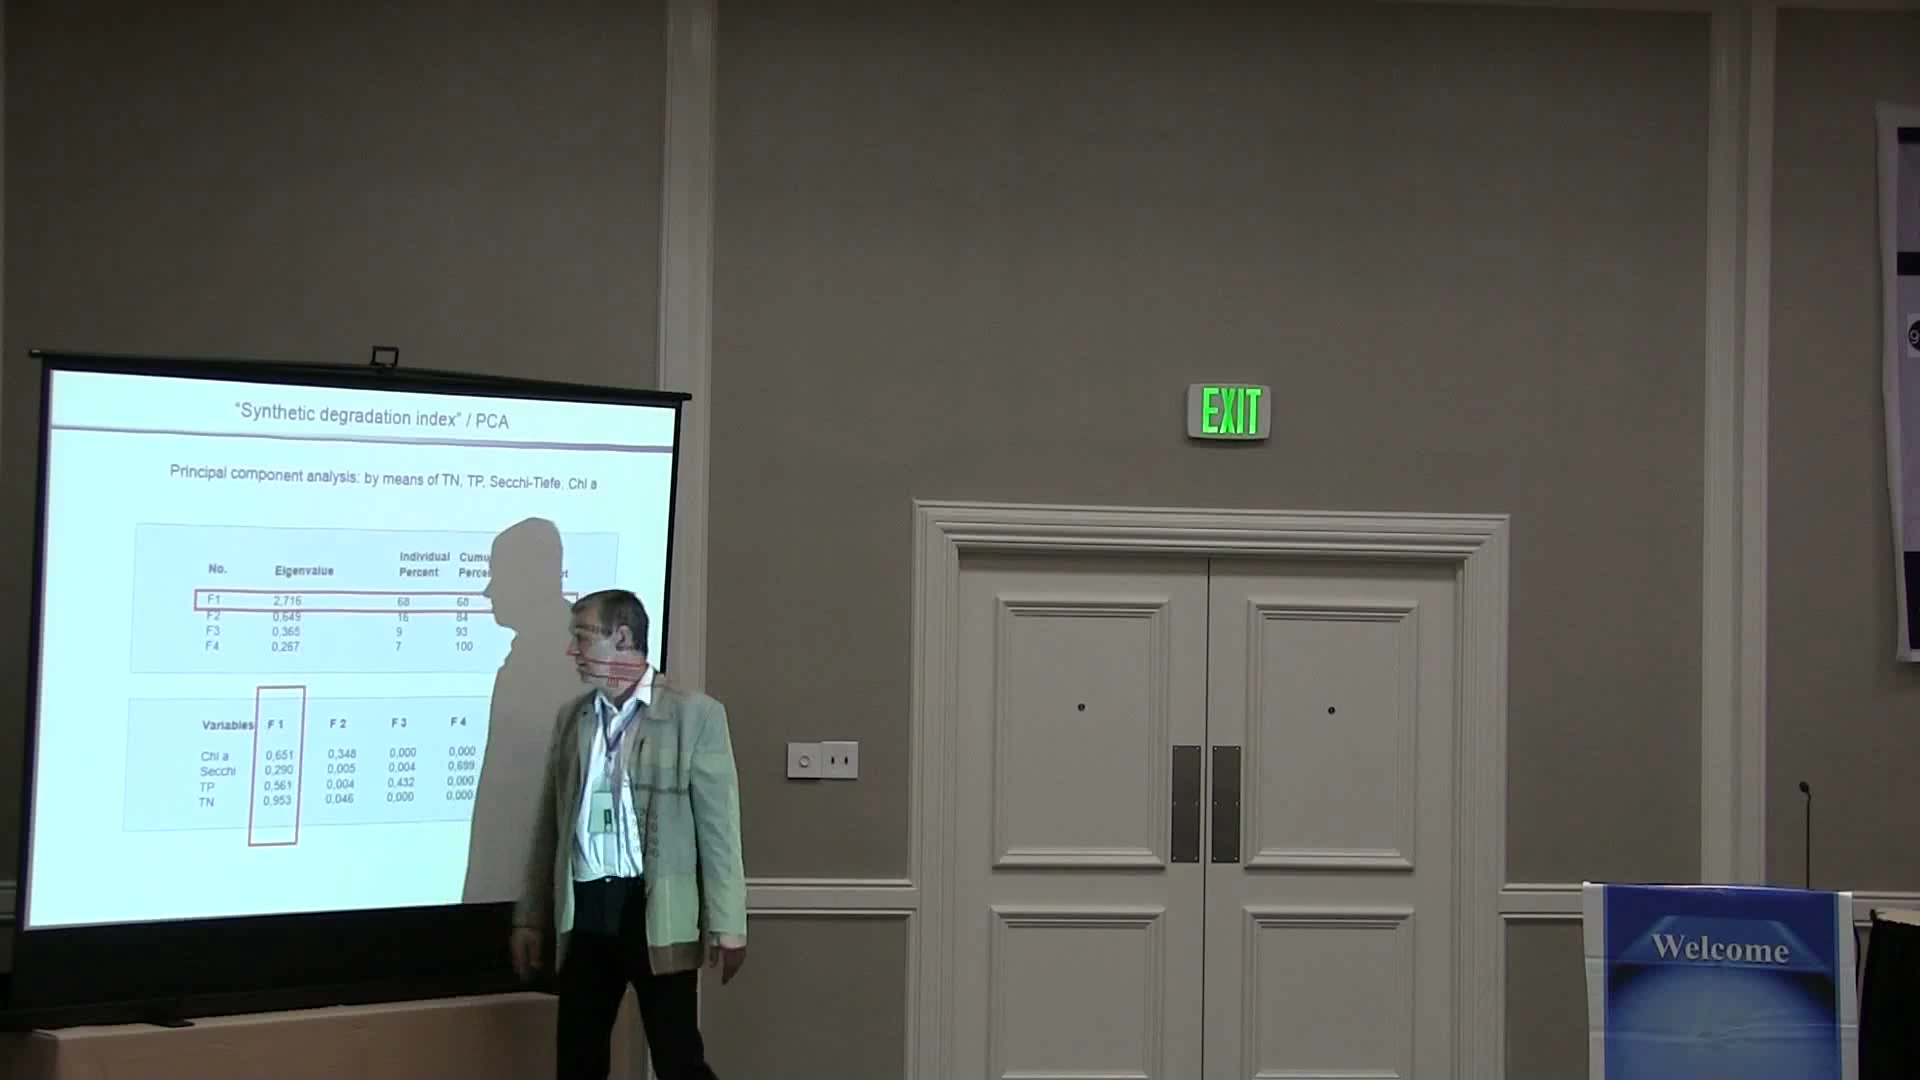 "Synthetic degradation index" / PCA
Principal component analysis: by means of TN, TP, Secchi-Tiefe, Chl a
No. Eigenvalue Individual Percent
F1 2,716 68 68
F2 0,649 16 84
F3 0,365 9 93
F4 0,267 7 100
Variables F 1 F 2 F 3 F 4
Chl a 0,651 0,348 0,000 0,000
Secchi 0,290 0,005 0,004 0,699
TP 0,561 0,004 0,432 0,000
TN 0,953 0,046 0,000 0,000
EXIT
Welcome